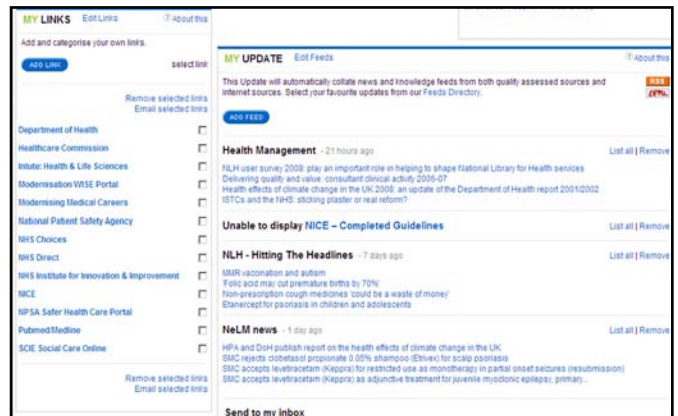 MY LINKS Edit Links ? About this
Add and categorise your own links.
ADD LINK select link
Remove selected links
Email selected links
Department of Health
Healthcare Commission
Intute: Health & Life Sciences
Modernisation WISE Portal
Modernising Medical Careers
National Patient Safety Agency
NHS Choices
NHS Direct
NHS Institute for Innovation & Improvement
NICE
NPSA Safer Health Care Portal
Pubmed/Medline
SCIE Social Care Online
Remove selected links
Email selected links
MY UPDATE Edit Feeds ? About this
This Update will automatically collate news and knowledge feeds from both quality assessed sources and RSS
internet sources. Select your favourite updates from our Feeds Directory. OPML
ADD FEED
Health Management - 21 hours ago List all | Remove
NLH user survey 2008: play an important role in helping to shape National Library for Health services
Delivering quality and value: consultant clinical activity 2006-07
Health effects of climate change in the UK 2008: an update of the Department of Health report 2001/2002
ISTCs and the NHS: sticking plaster or real reform?
Unable to display NICE – Completed Guidelines List all | Remove
NLH - Hitting The Headlines - 7 days ago List all | Remove
MMR vaccination and autism
'Folic acid may cut premature births by 70%'
Non-prescription cough medicines 'could be a waste of money'
Etanercept for psoriasis in children and adolescents
NeLM news - 1 day ago List all | Remove
HPA and DoH publish report on the health effects of climate change in the UK
SMC rejects clobetasol propionate 0.05% shampoo (Etrivex) for scalp psoriasis
SMC accepts levetiracetam (Keppra) for restricted use as monotherapy in partial onset seizures (resubmission)
SMC accepts levetiracetam (Keppra) as adjunctive treatment for juvenile myoclonic epilepsy, primary...
Send to my inbox